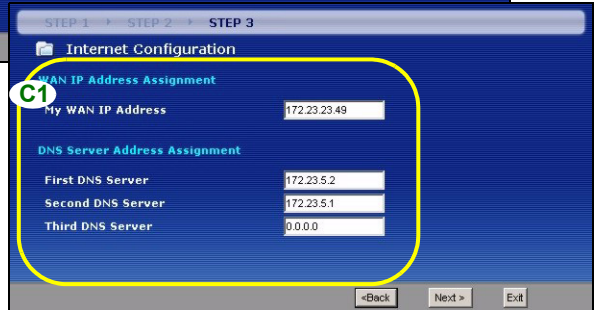 STEP 1 › STEP 2 › STEP 3
Internet Configuration
WAN IP Address Assignment
C1
My WAN IP Address 172.23.23.49
DNS Server Address Assignment
First DNS Server 172.23.5.2
Second DNS Server 172.23.5.1
Third DNS Server 0.0.0.0
<Back Next > Exit